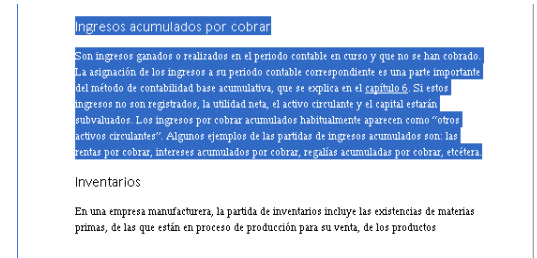 Ingresos acumulados por cobrar
Son ingresos ganados o realizados en el periodo contable en curso y que no se han cobrado.
La asignación de los ingresos a su periodo contable correspondiente es una parte importante
del método de contabilidad base acumulativa, que se explica en el capítulo 6. Si estos
ingresos no son registrados, la utilidad neta, el activo circulante y el capital estarán
subvaluados. Los ingresos por cobrar acumulados habitualmente aparecen como “otros
activos circulantes”. Algunos ejemplos de las partidas de ingresos acumulados son: las
rentas por cobrar, intereses acumulados por cobrar, regalías acumuladas por cobrar, etcétera.
Inventarios
En una empresa manufacturera, la partida de inventarios incluye las existencias de materias
primas, de las que están en proceso de producción para su venta, de los productos